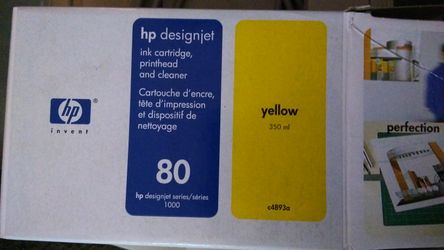 hp designjet
ink cartridge,
printhead
and cleaner
Cartouche d'encre,
tête d'impression
et dispositif de
nettoyage
80
hp designjet series/séries
1000
hp
®
invent
yellow
350 ml
c4893a
perfection